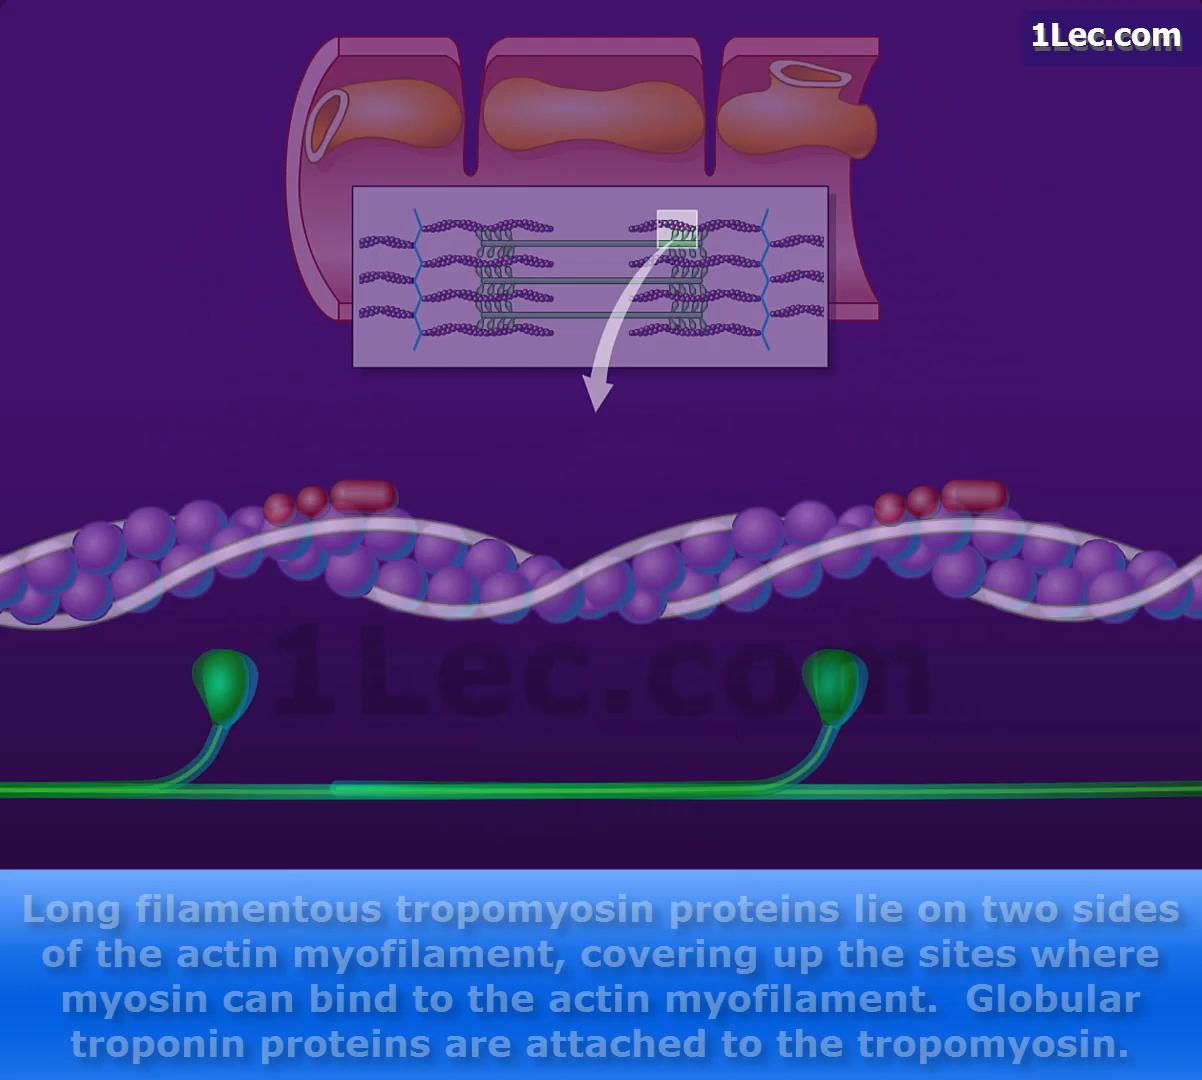 1Lec.com
1Lec.com
Long filamentous tropomyosin proteins lie on two sides
of the actin myofilament, covering up the sites where
myosin can bind to the actin myofilament.  Globular
troponin proteins are attached to the tropomyosin.